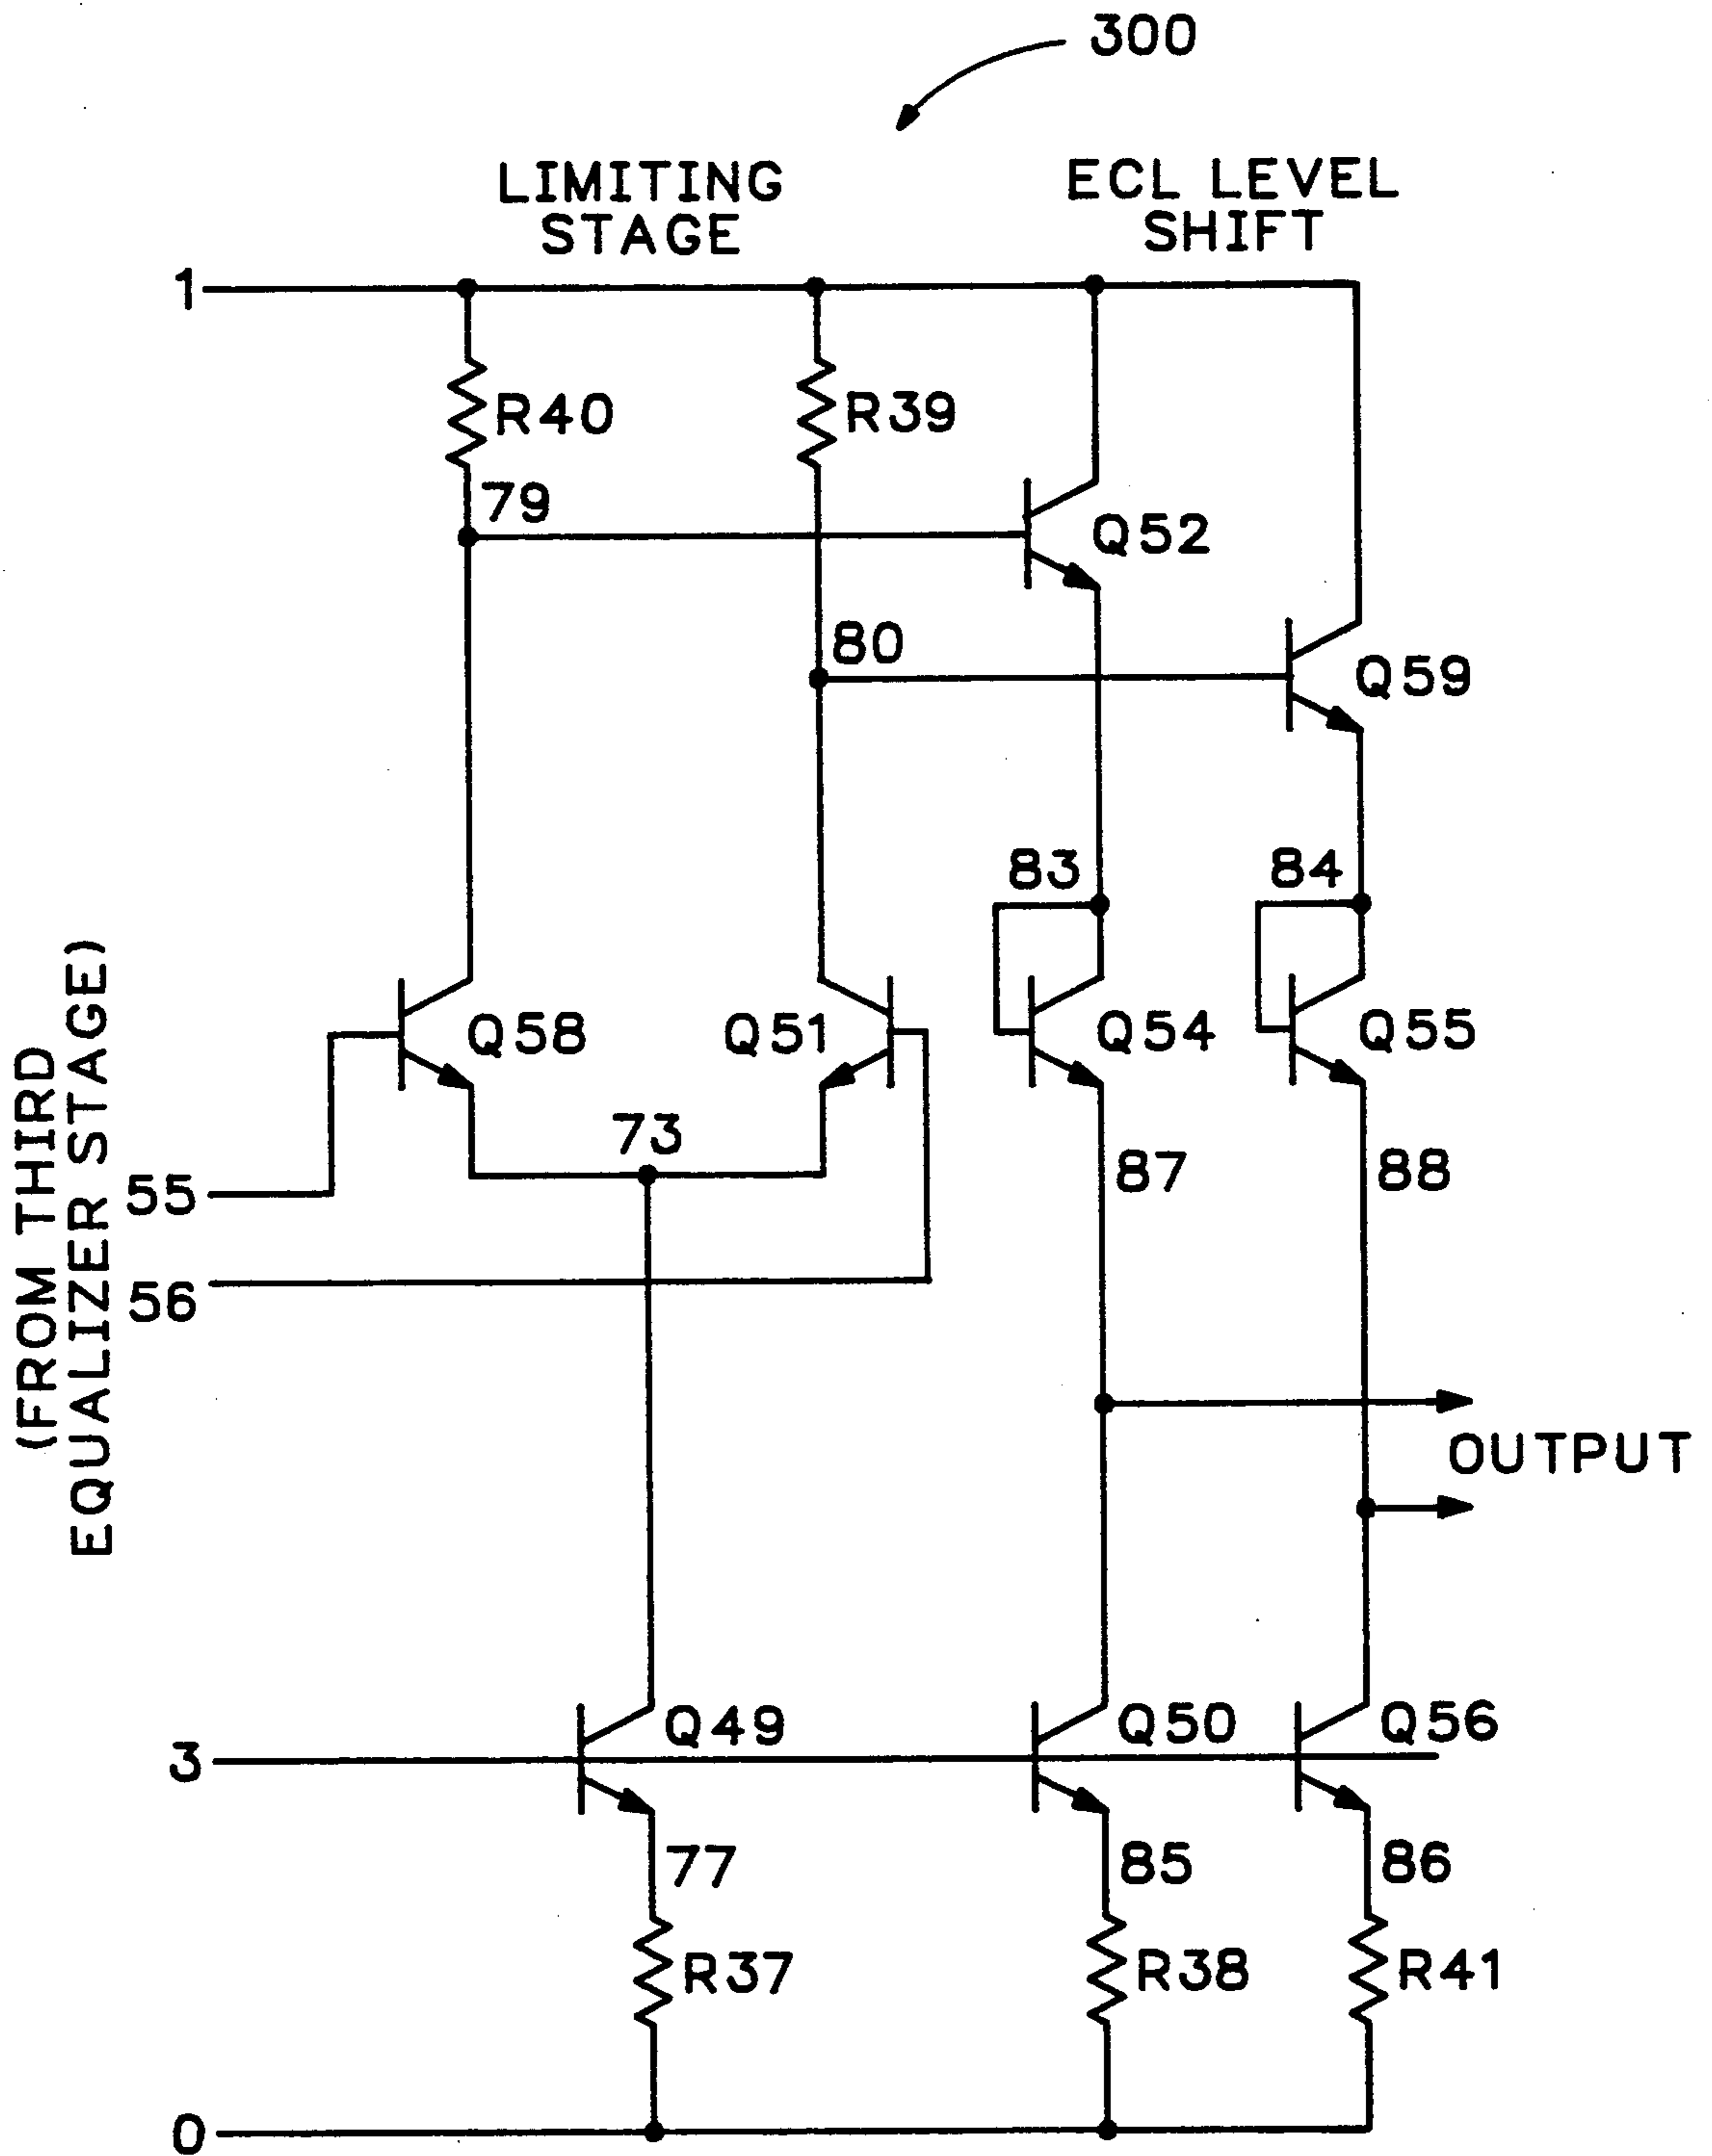 300
LIMITING
STAGE
ECL LEVEL
SHIFT
1
R40
R39
79
Q52
80
Q59
83
84
Q58
Q51
Q54
Q55
73
87
88
(FROM THIRD
EQUALIZER STAGE)
55
56
OUTPUT
3
Q49
Q50
Q56
77
85
86
R37
R38
R41
0